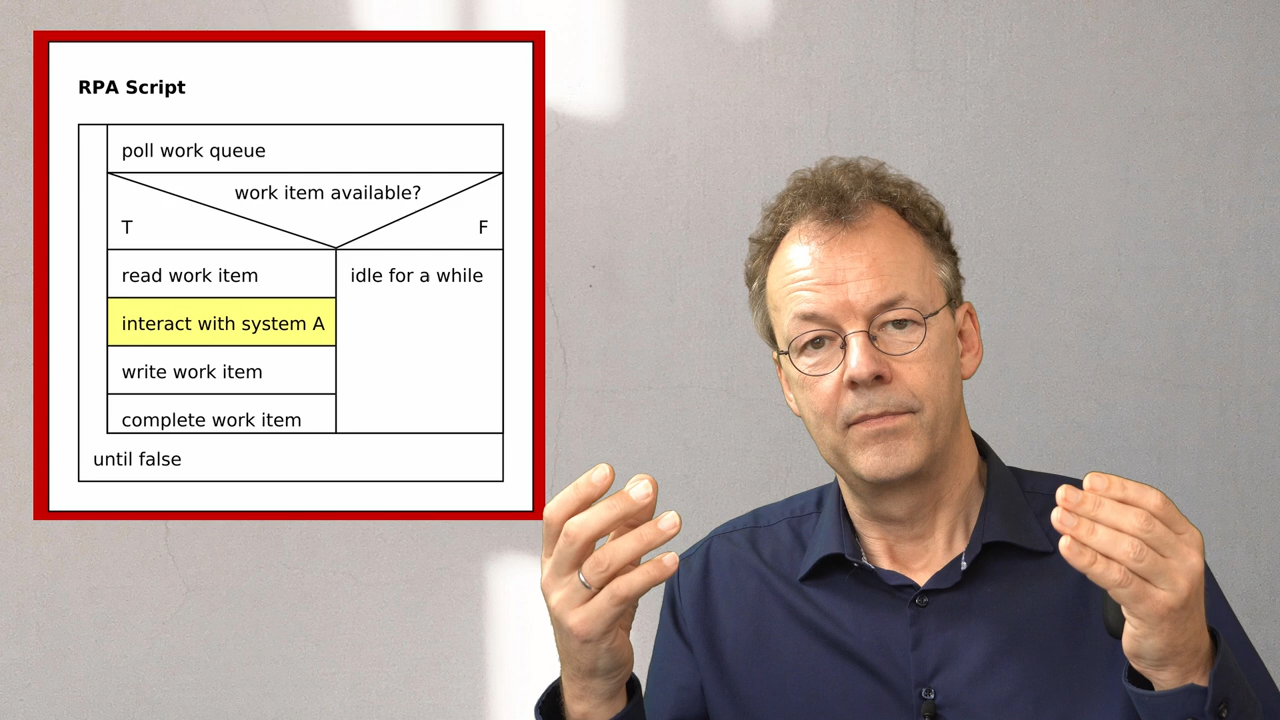 RPA Script
poll work queue
work item available?
T
F
read work item
idle for a while
interact with system A
write work item
complete work item
until false